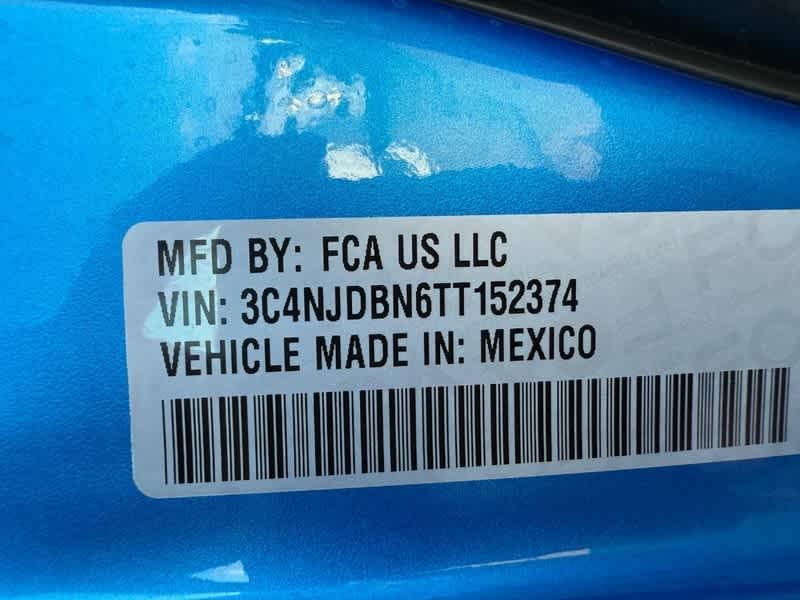 MFD BY: FCA US LLC
VIN: 3C4NJDBN6TT152374
VEHICLE MADE IN: MEXICO